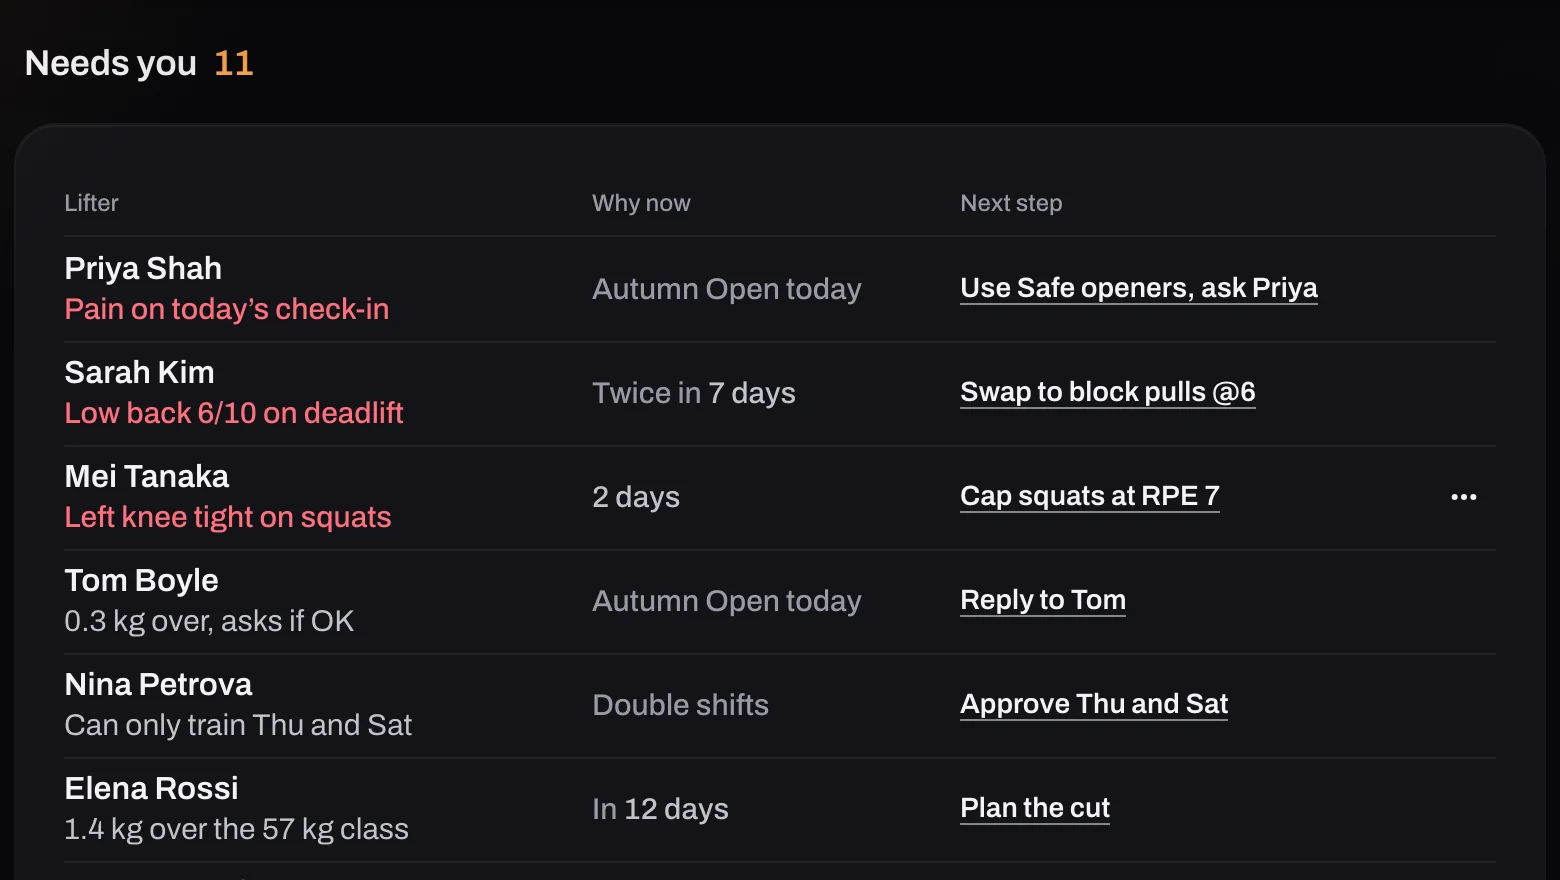 Needs you 11
Lifter Why now Next step
Priya Shah
Pain on today’s check-in
Autumn Open today
Use Safe openers, ask Priya
Sarah Kim
Low back 6/10 on deadlift
Twice in 7 days
Swap to block pulls @6
Mei Tanaka
Left knee tight on squats
2 days
Cap squats at RPE 7
Tom Boyle
0.3 kg over, asks if OK
Autumn Open today
Reply to Tom
Nina Petrova
Can only train Thu and Sat
Double shifts
Approve Thu and Sat
Elena Rossi
1.4 kg over the 57 kg class
In 12 days
Plan the cut